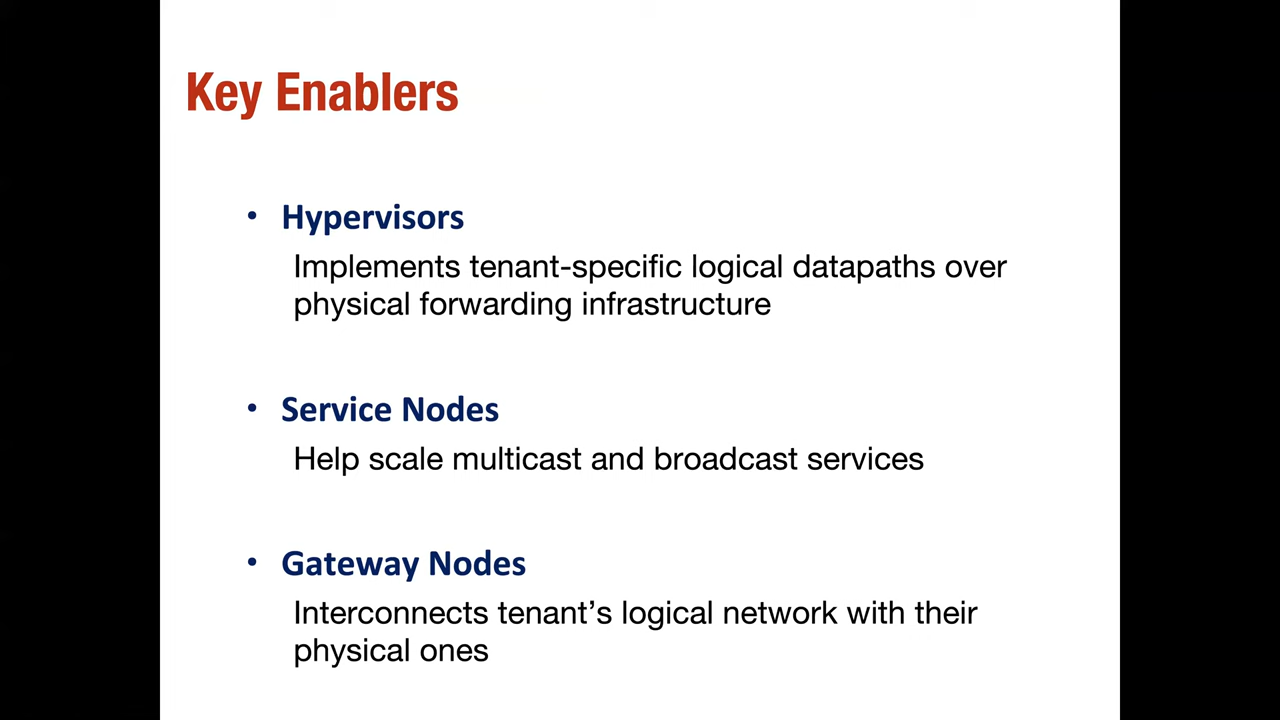 Key Enablers
• Hypervisors
Implements tenant-specific logical datapaths over
physical forwarding infrastructure
• Service Nodes
Help scale multicast and broadcast services
• Gateway Nodes
Interconnects tenant’s logical network with their
physical ones